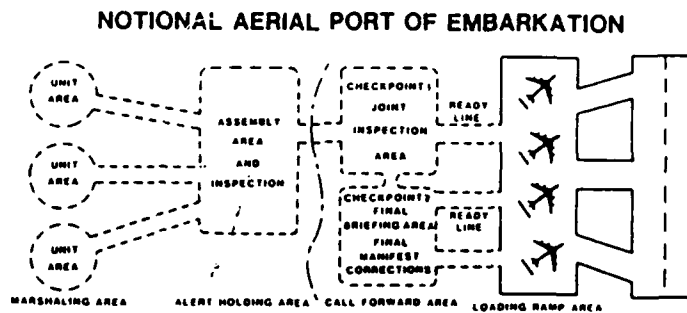 NOTIONAL AERIAL PORT OF EMBARKATION
UNIT
AREA
UNIT
AREA
UNIT
AREA
ASSEMBLY
AREA
AND
INSPECTION
CHECKPOINT 1
JOINT
INSPECTION
AREA
READY
LINE
CHECKPOINT 2
FINAL
BRIEFING AREA
FINAL
MANIFEST
CORRECTIONS
READY
LINE
MARSHALING AREA
ALERT HOLDING AREA
CALL FORWARD AREA
LOADING RAMP AREA